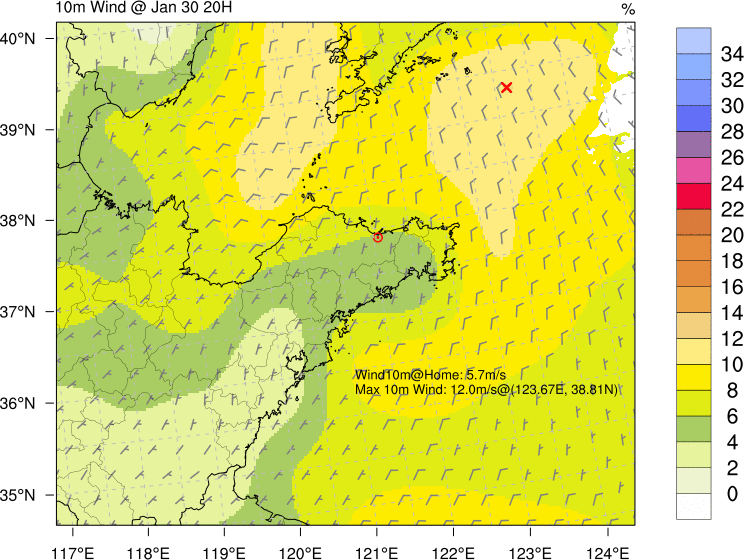 10m Wind @ Jan 30 20H
%
40°N
39°N
38°N
37°N
36°N
35°N
Wind10m@Home: 5.7m/s
Max 10m Wind: 12.0m/s@(123.67E, 38.81N)
117°E 118°E 119°E 120°E 121°E 122°E 123°E 124°E
34
32
30
28
26
24
22
20
18
16
14
12
10
8
6
4
2
0